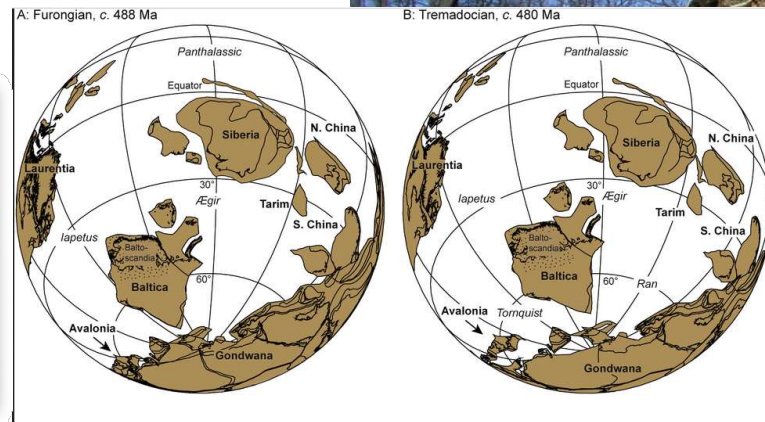 A: Furongian, c. 488 Ma
Panthalassic
Equator
Siberia
N. China
Laurentia
30°
Ægir
Tarim
S. China
Iapetus
Balto-
scandia
Baltica
60°
Avalonia
Gondwana
B: Tremadocian, c. 480 Ma
Panthalassic
Equator
Siberia
N. China
Laurentia
30°
Ægir
Tarim
S. China
Iapetus
Balto-
scandia
Baltica
60°
Ran
Avalonia
Tornquist
Gondwana